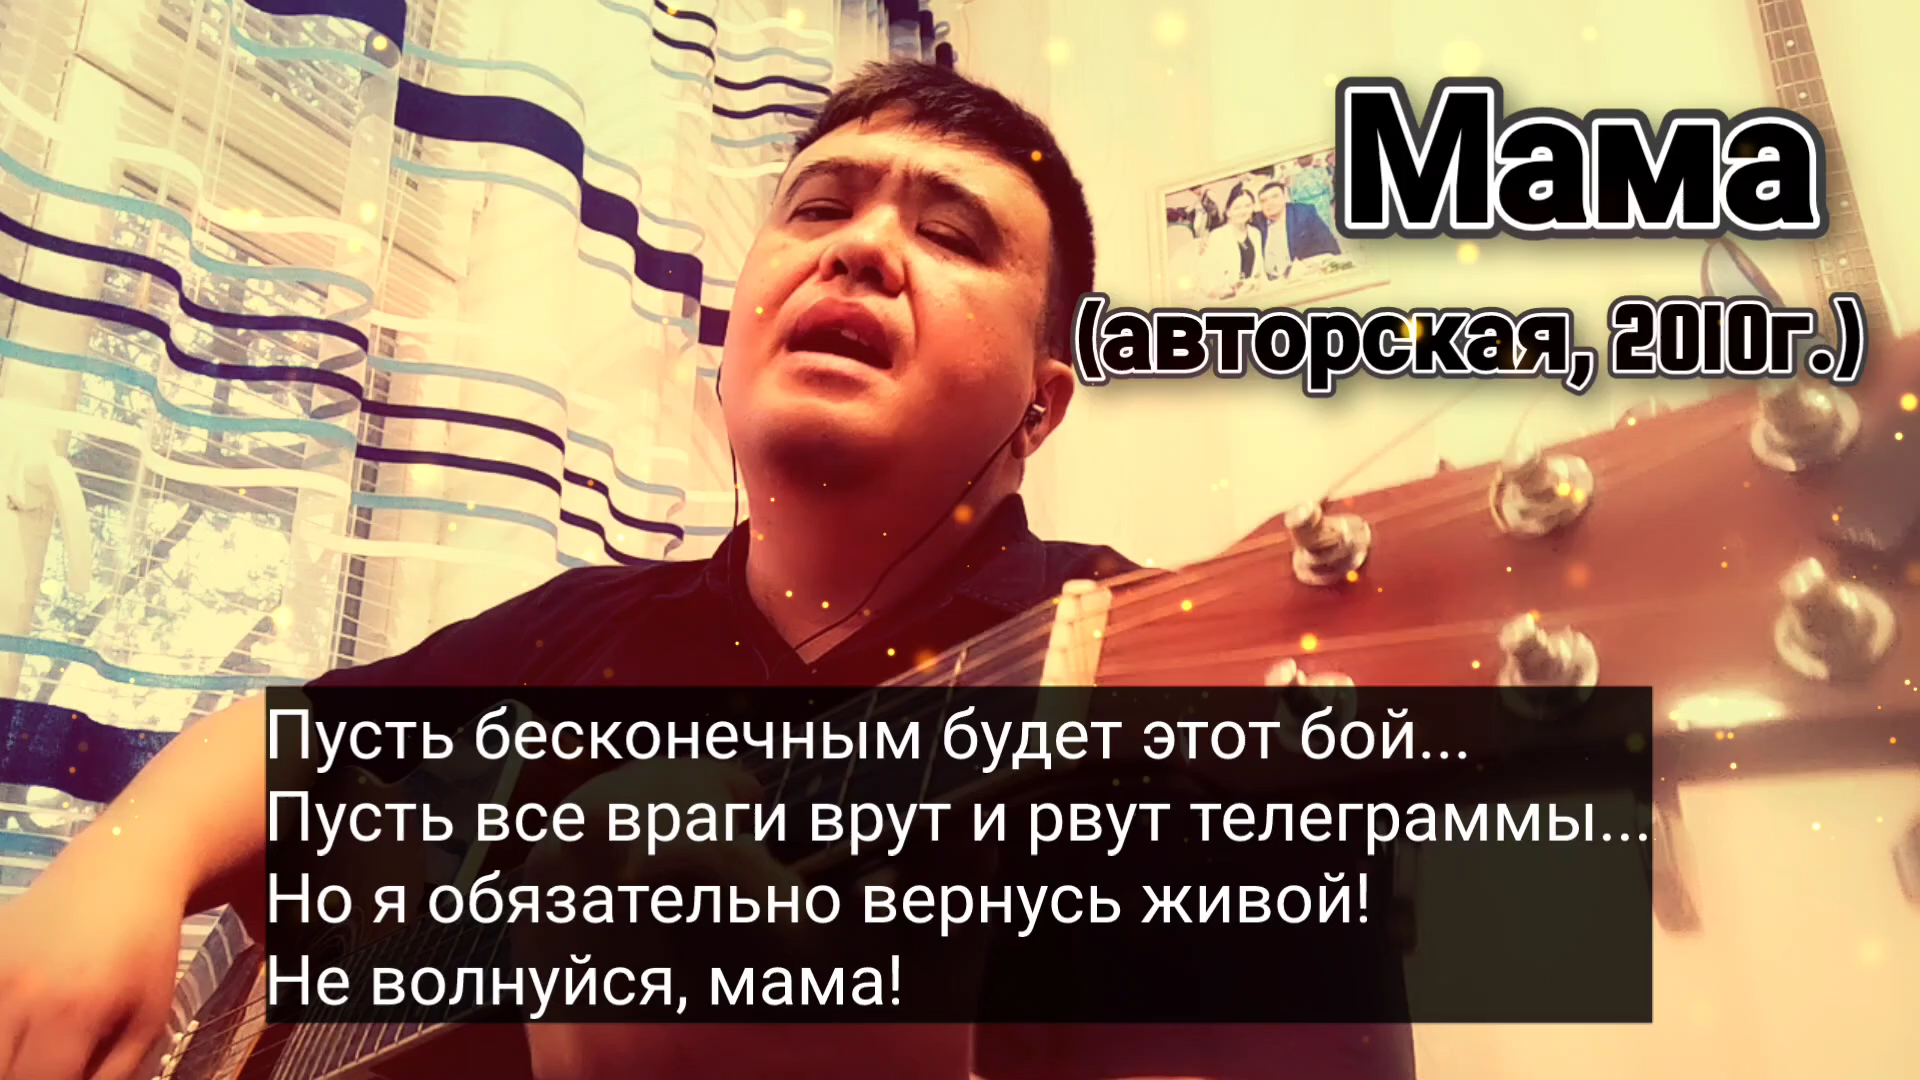 Мама
(авторская, 2010г.)
Пусть бесконечным будет этот бой...
Пусть все враги врут и рвут телеграммы...
Но я обязательно вернусь живой!
Не волнуйся, мама!